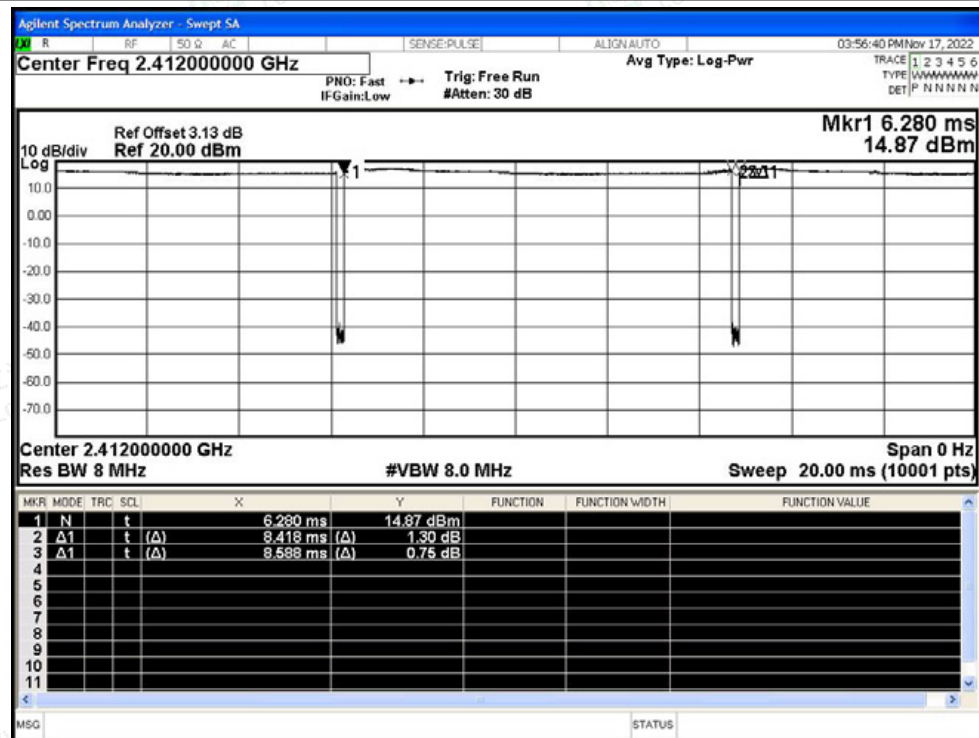 Agilent Spectrum Analyzer - Swept SA
R RF 50 Ω AC SENSE:PULSE ALIGN AUTO 03:56:40 PM Nov 17, 2022
Center Freq 2.412000000 GHz Avg Type: Log-Pwr TRACE 1 2 3 4 5 6
PNO: Fast Trig: Free Run TYPE WWWWWW
IFGain:Low #Atten: 30 dB DET P N N N N N
Mkr1 6.280 ms
Ref Offset 3.13 dB
10 dB/div Ref 20.00 dBm 14.87 dBm
Log
1
10.0
0.00
-10.0
-20.0
-30.0
-40.0
-50.0
-60.0
-70.0
Center 2.412000000 GHz Span 0 Hz
Res BW 8 MHz #VBW 8.0 MHz Sweep 20.00 ms (10001 pts)
MKR MODE TRC SCL X Y FUNCTION FUNCTION WIDTH FUNCTION VALUE
1 N t 6.280 ms 14.87 dBm
2 Δ1 t (Δ) 8.418 ms (Δ) 1.30 dB
3 Δ1 t (Δ) 8.588 ms (Δ) 0.75 dB
4
5
6
7
8
9
10
11
MSG STATUS